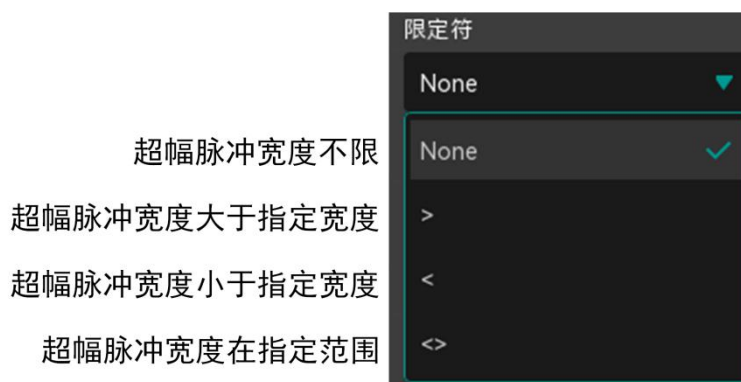 限定符
None
超幅脉冲宽度不限 None
超幅脉冲宽度大于指定宽度 >
超幅脉冲宽度小于指定宽度 <
超幅脉冲宽度在指定范围 <>